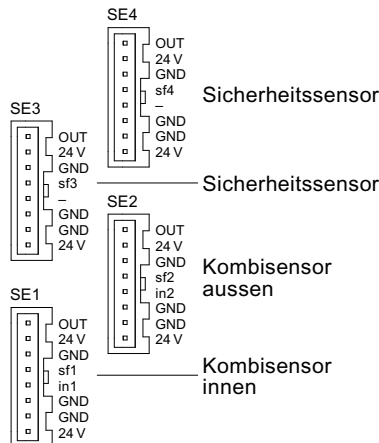 SE4
OUT
24 V
GND
sf4
–
GND
GND
24 V
Sicherheitssensor
SE3
OUT
24 V
GND
sf3
–
GND
GND
24 V
Sicherheitssensor
SE2
OUT
24 V
GND
sf2
in2
GND
GND
24 V
Kombisensor
aussen
SE1
OUT
24 V
GND
sf1
in1
GND
GND
24 V
Kombisensor
innen